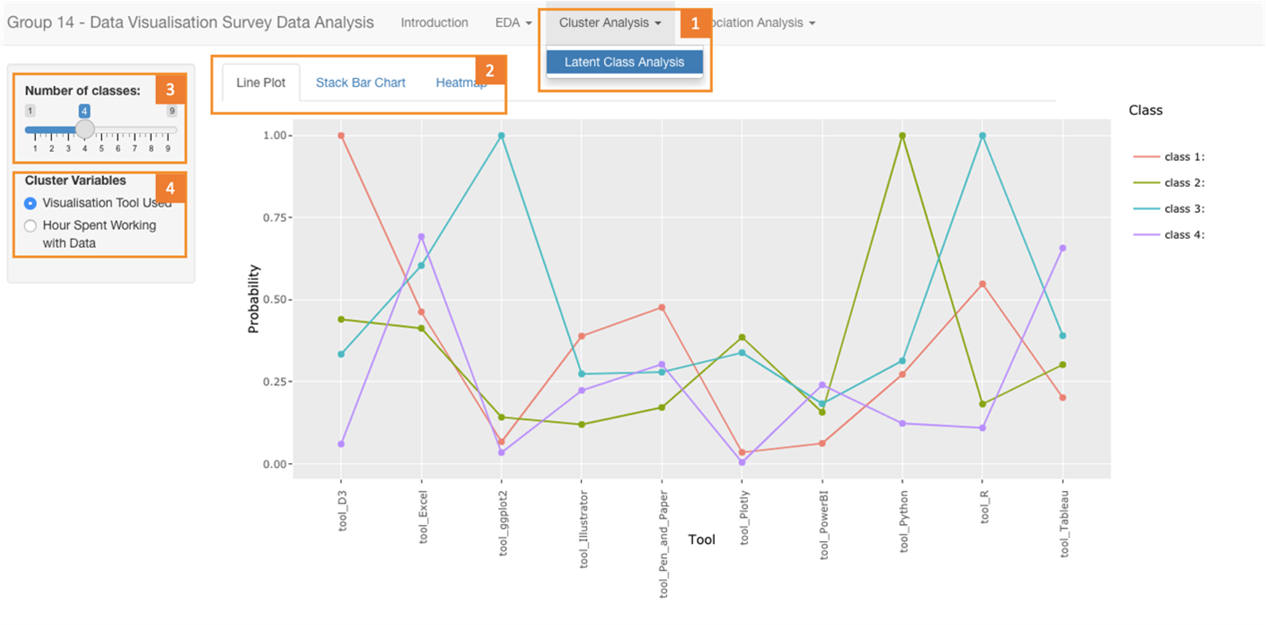 Group 14 - Data Visualisation Survey Data Analysis Introduction EDA Cluster Analysis 1 Analysis
Latent Class Analysis
Line Plot Stack Bar Chart Heatmap 2
Number of classes: 3
1 4 9
1 2 3 4 5 6 7 8 9
Cluster Variables 4
Visualisation Tool Used
Hour Spent Working
with Data
Class
class 1:
class 2:
class 3:
class 4:
Probability
1.00
0.75
0.50
0.25
0.00
tool_D3
tool_Excel
tool_ggplot2
tool_Illustrator
tool_Pen_and_Paper
tool_Plotly
tool_PowerBI
tool_Python
tool_R
tool_Tableau
Tool